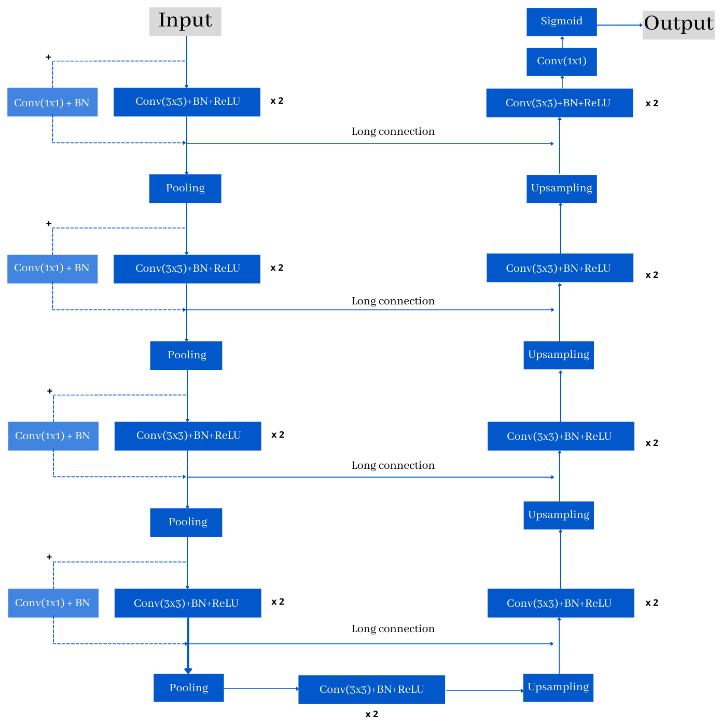 Input
Sigmoid
Output
+
Conv(1x1)
Conv(1x1) + BN
Conv(3x3)+BN+ReLU
x 2
Conv(3x3)+BN+ReLU
x 2
Long connection
Pooling
Upsampling
+
Conv(1x1) + BN
Conv(3x3)+BN+ReLU
x 2
Conv(3x3)+BN+ReLU
x 2
Long connection
Pooling
Upsampling
+
Conv(1x1) + BN
Conv(3x3)+BN+ReLU
x 2
Conv(3x3)+BN+ReLU
x 2
Long connection
Pooling
Upsampling
+
Conv(1x1) + BN
Conv(3x3)+BN+ReLU
x 2
Conv(3x3)+BN+ReLU
x 2
Long connection
Pooling
Conv(3x3)+BN+ReLU
x 2
Upsampling